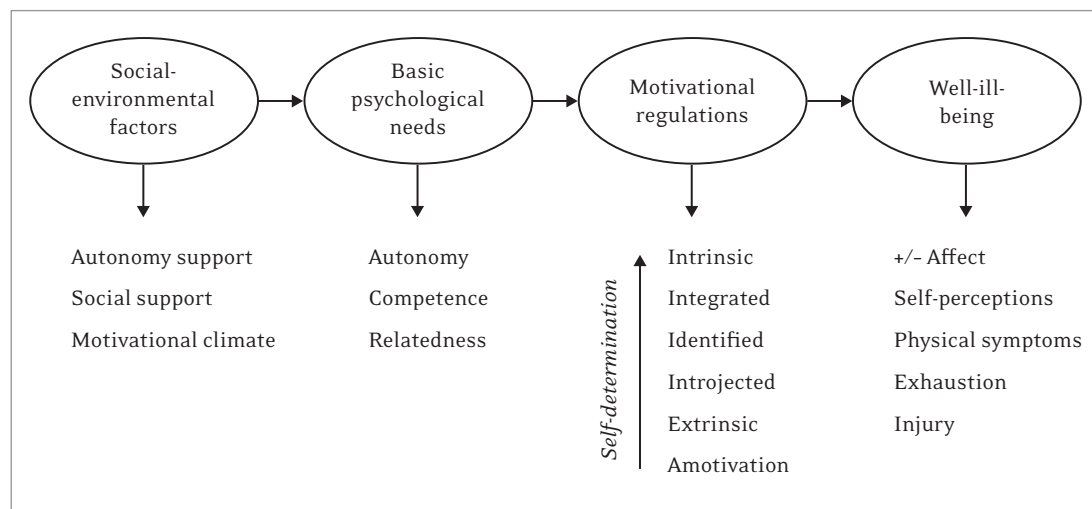 Social-
environmental
factors
Basic
psychological
needs
Motivational
regulations
Well-ill-
being
Autonomy support
Social support
Motivational climate
Autonomy
Competence
Relatedness
Self-determination
Intrinsic
Integrated
Identified
Introjected
Extrinsic
Amotivation
+/– Affect
Self-perceptions
Physical symptoms
Exhaustion
Injury